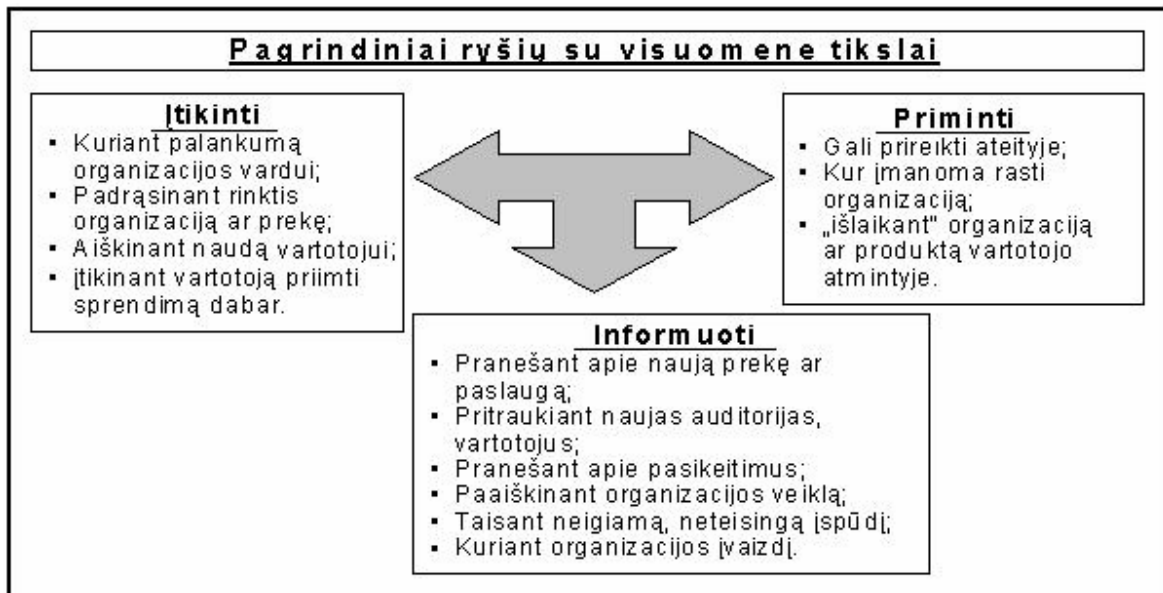 Pagrindiniai ryšių su visuomene tikslai
Įtikinti
▪ Kuriant palankumą
organizacijos vardui;
▪ Padrąsinant rinktis
organizaciją ar prekę;
▪ Aiškinant naudą vartotojui;
▪ įtikinant vartotoją priimti
sprendimą dabar.
Priminti
▪ Gali prireikti ateityje;
▪ Kur įmanoma rasti
organizaciją;
▪ „išlaikant" organizaciją
ar produktą vartotojo
atmintyje.
Informuoti
▪ Pranešant apie naują prekę ar
paslaugą;
▪ Pritraukiant naujas auditorijas,
vartotojus;
▪ Pranešant apie pasikeitimus;
▪ Paaiškinant organizacijos veiklą;
▪ Taisant neigiamą, neteisingą įspūdį;
▪ Kuriant organizacijos įvaizdį.